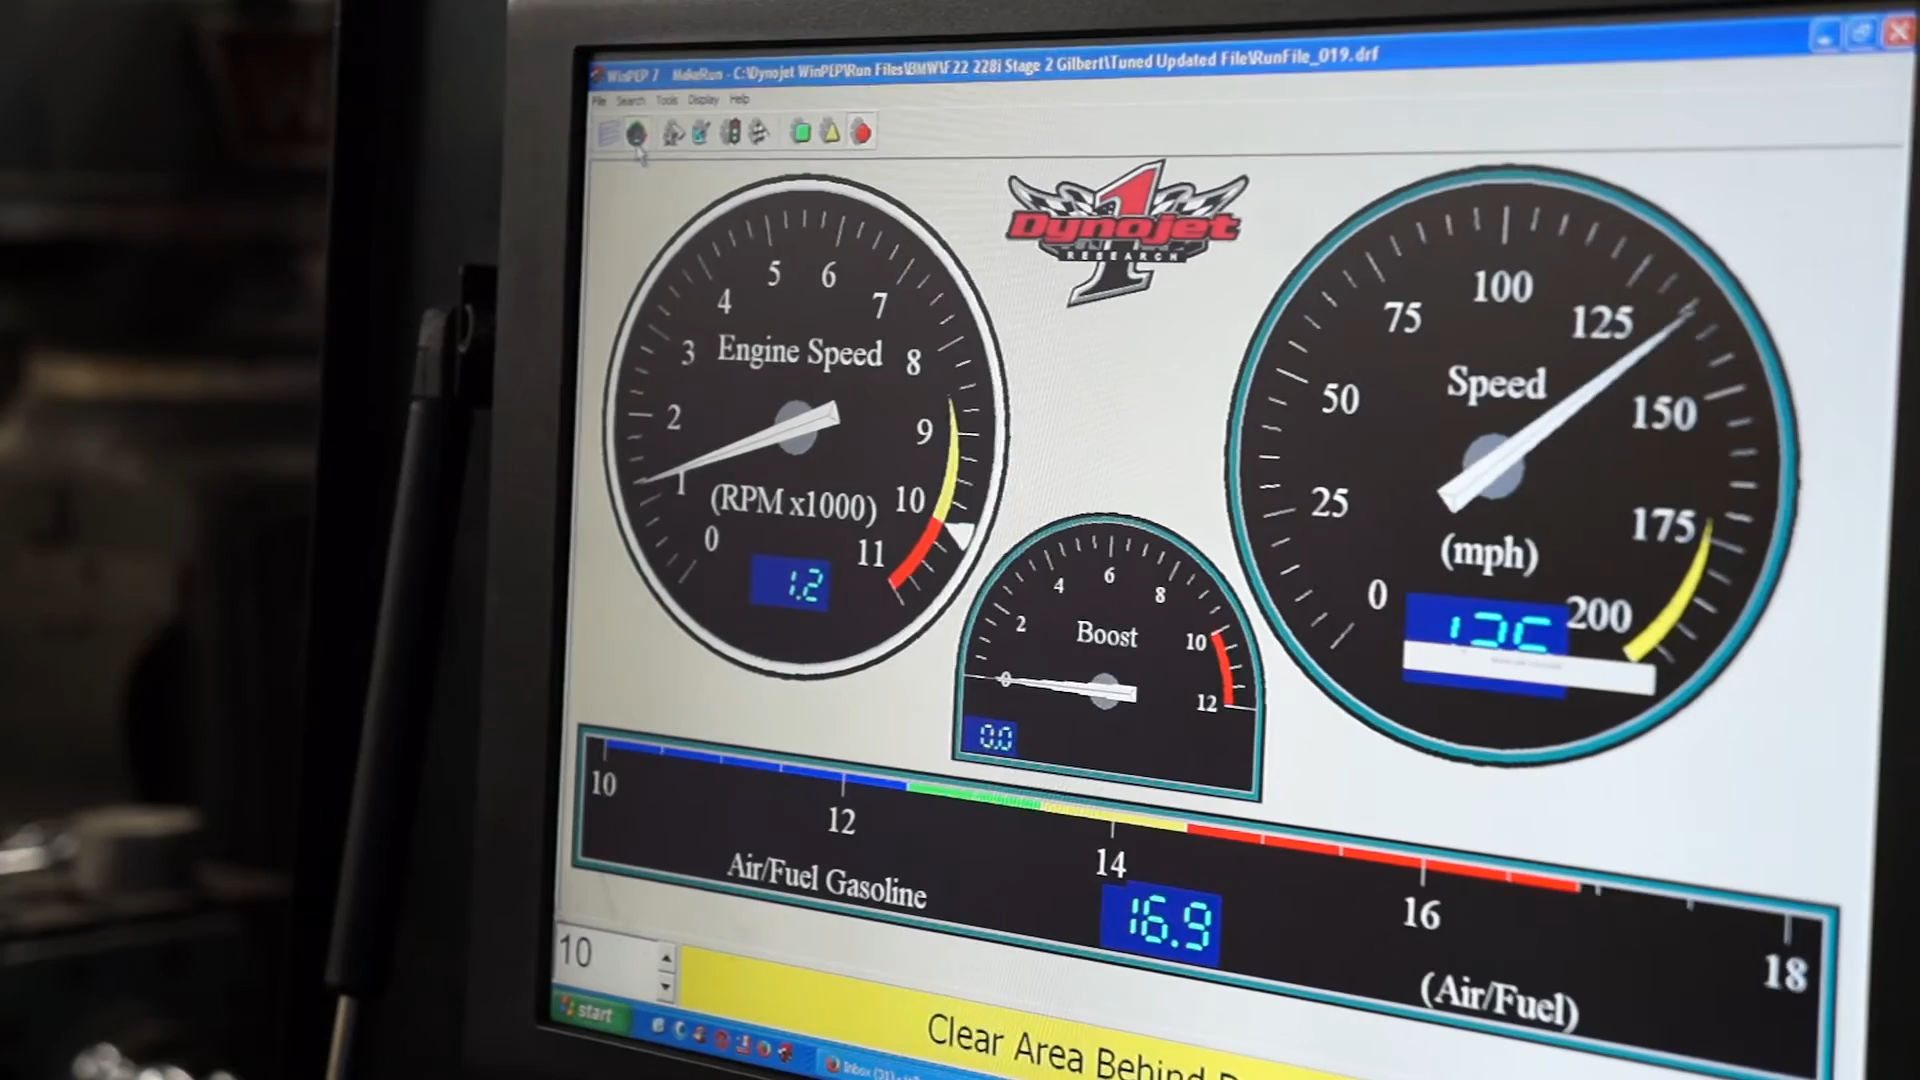 WinPEP 7 MakeRun - C:\Dynojet WinPEP\Run Files\BMW\F22 228i Stage 2 Gilbert\Tuned Updated File\RunFile_019.drf
File Search Tools Display Help
1
Dynojet
RESEARCH
0 1 2 3 4 5 6 7 8 9 10 11
Engine Speed
(RPM x1000)
1.2
0 25 50 75 100 125 150 175 200
Speed
(mph)
0 2 4 6 8 10 12
Boost
0.0
10 12 14 16 18
Air/Fuel Gasoline
16.9
(Air/Fuel)
10
Clear Area Behind
start
Inbox (31)